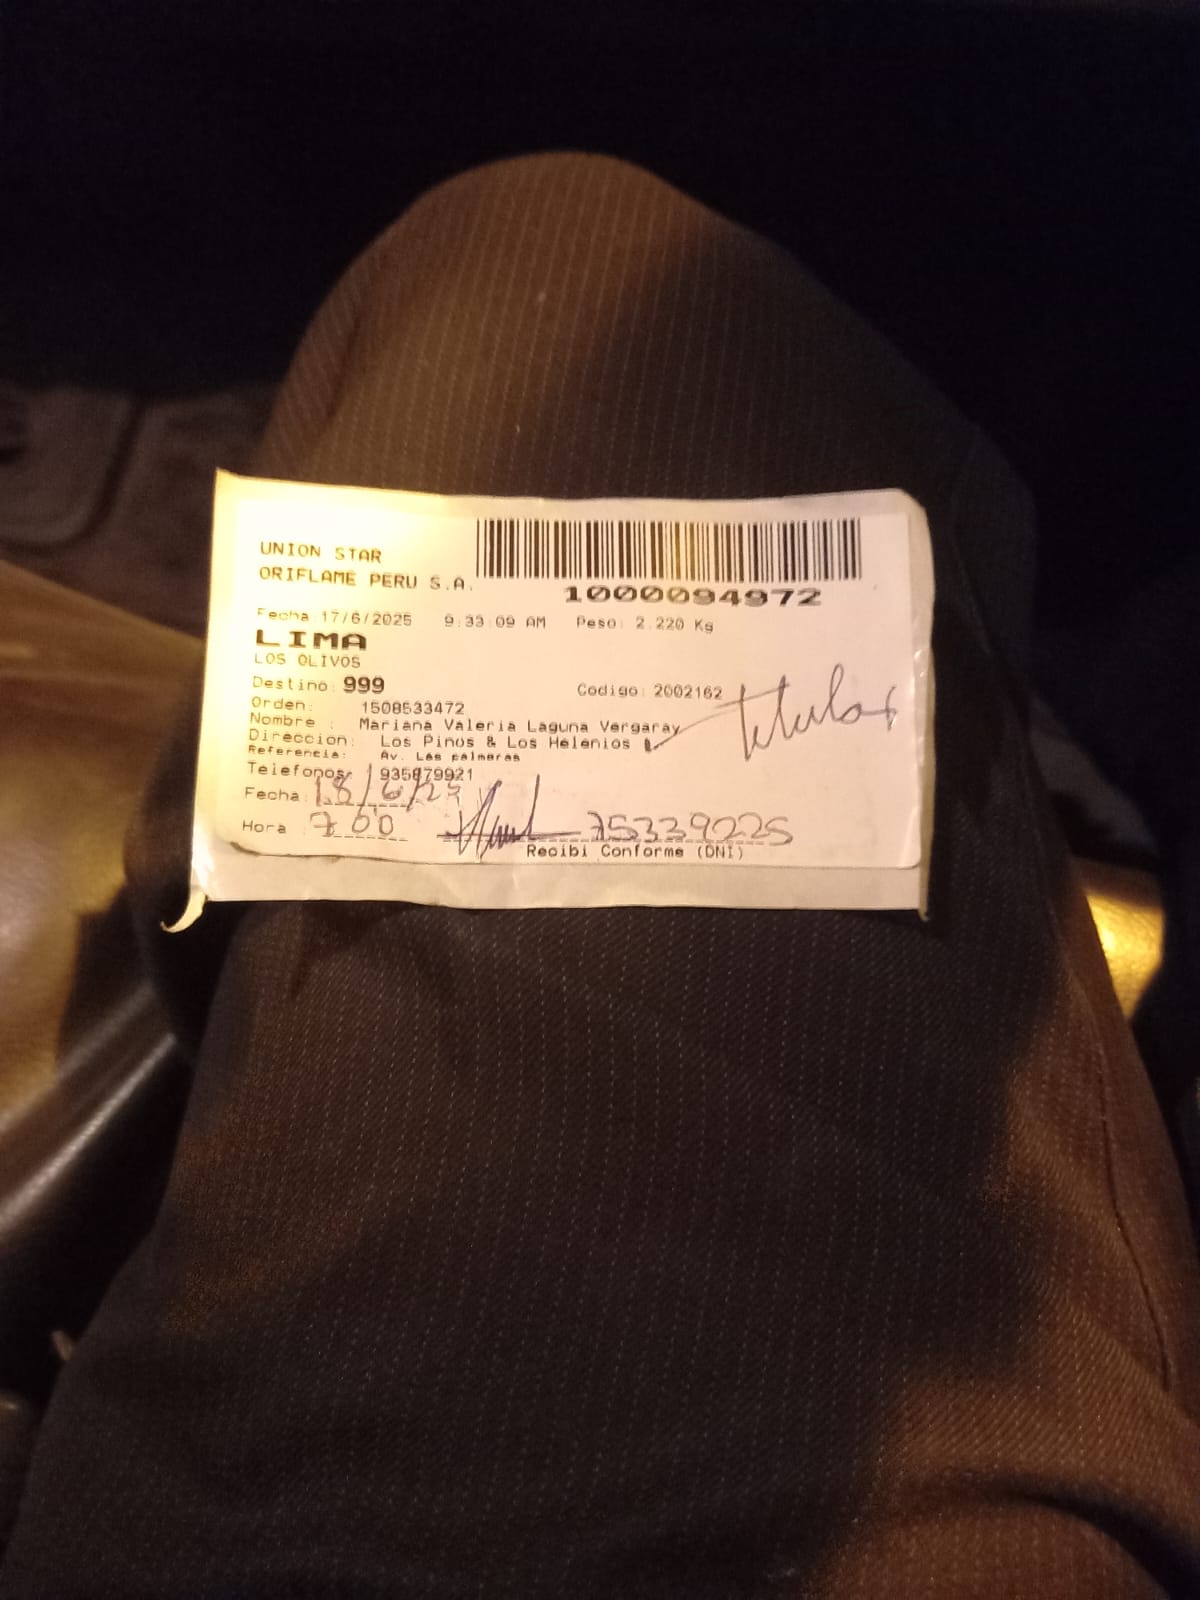 UNION STAR
ORIFLAME PERU S.A.
1000094972
Fecha 17/6/2025 9:33:09 AM Peso: 2.220 Kg
LIMA
LOS OLIVOS
Destino: 999 Codigo: 2002162
titular
Orden: 1508533472
Nombre : Mariana Valeria Laguna Vergaray
Direccion: Los Pinos & Los Helenios
Referencia: Av. Las palmeras
Telefonos: 935879921
Fecha: 18/6/25
Hora : 7 00 75339225
Recibi Conforme (DNI)